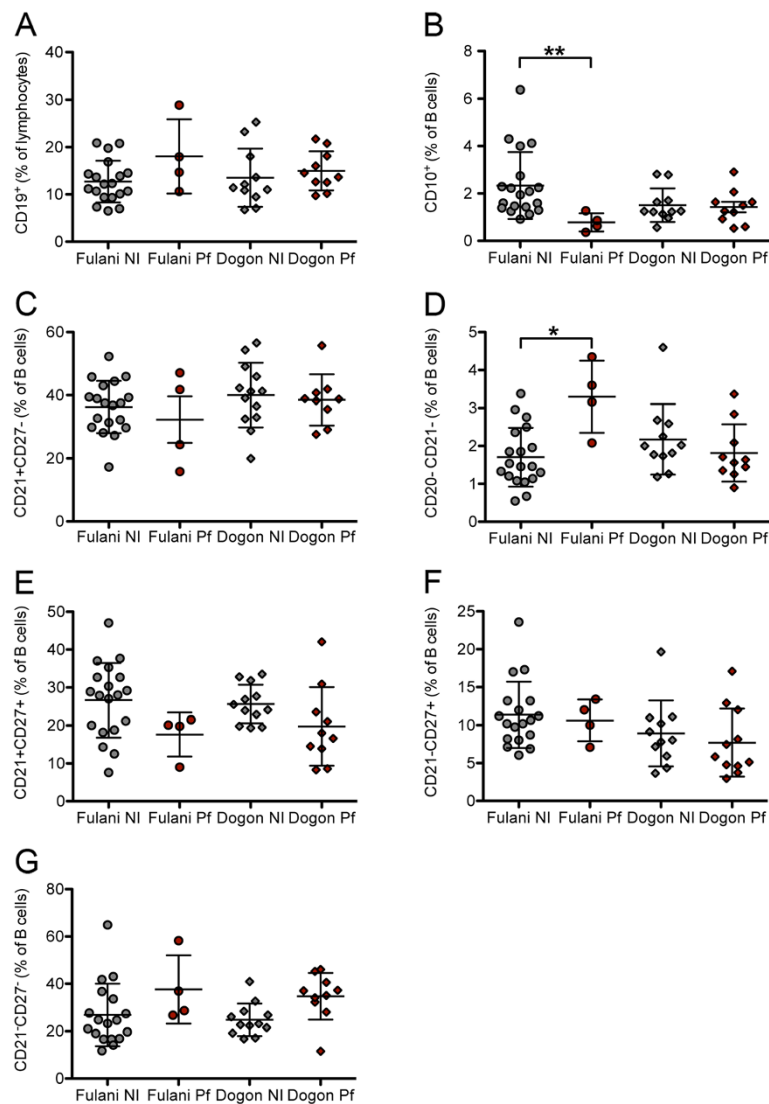 A
CD19⁺ (% of lymphocytes)
40
30
20
10
0
Fulani NI Fulani Pf Dogon NI Dogon Pf
B
**
CD10⁺ (% of B cells)
8
6
4
2
0
Fulani NI Fulani Pf Dogon NI Dogon Pf
C
CD21+CD27- (% of B cells)
60
40
20
0
Fulani NI Fulani Pf Dogon NI Dogon Pf
D
*
CD20- CD21- (% of B cells)
5
4
3
2
1
0
Fulani NI Fulani Pf Dogon NI Dogon Pf
E
CD21+CD27+ (% of B cells)
50
40
30
20
10
0
Fulani NI Fulani Pf Dogon NI Dogon Pf
F
CD21-CD27+ (% of B cells)
25
20
15
10
5
0
Fulani NI Fulani Pf Dogon NI Dogon Pf
G
CD21⁻CD27⁻ (% of B cells)
80
60
40
20
0
Fulani NI Fulani Pf Dogon NI Dogon Pf